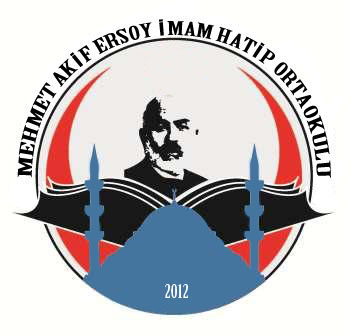 MEHMET AKİF ERSOY İMAM HATİP ORTAOKULU
2012